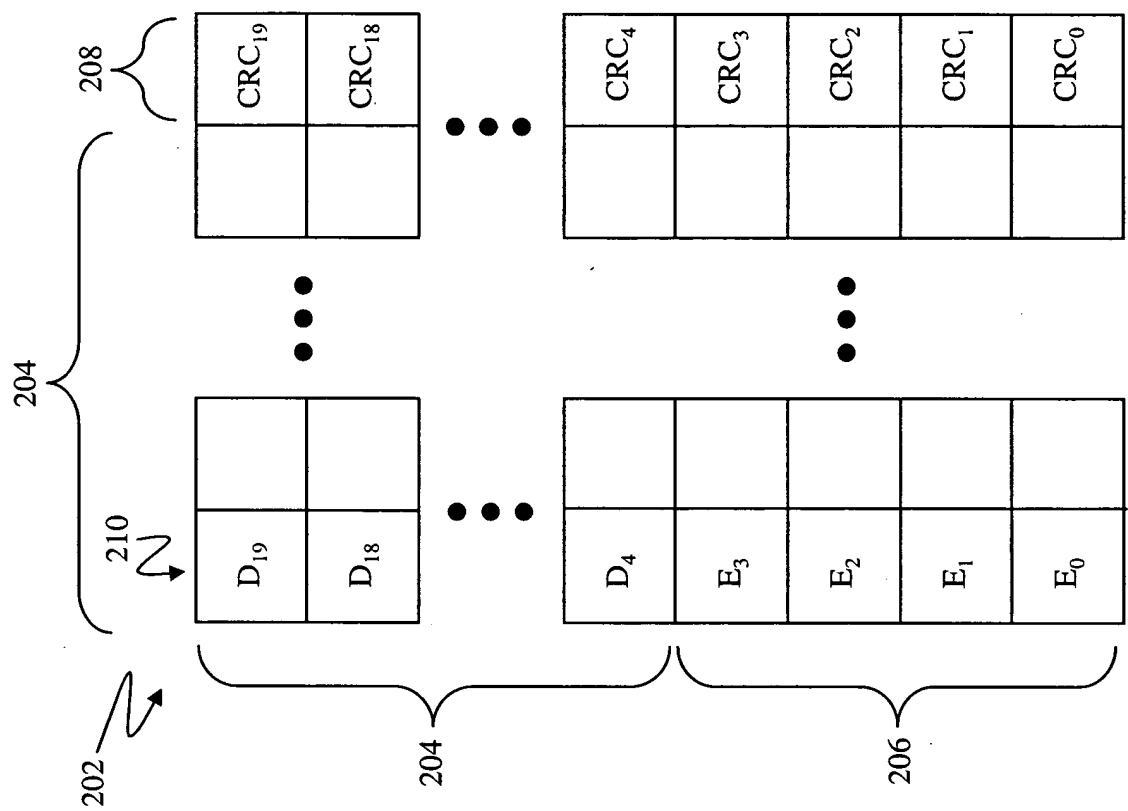 204
202 210 208
D₁₉ CRC₁₉
D₁₈ CRC₁₈
204
D₄ CRC₄
E₃ CRC₃
E₂ CRC₂
206
E₁ CRC₁
E₀ CRC₀